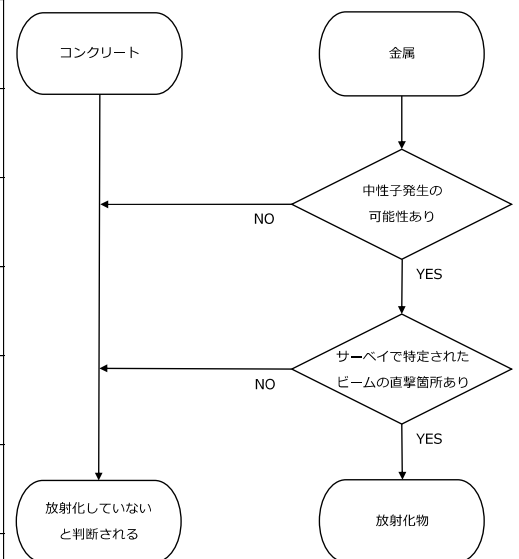 コンクリート
金属
中性子発生の
可能性あり
NO
YES
サーベイで特定された
ビームの直撃箇所あり
NO
YES
放射化していない
と判断される
放射化物